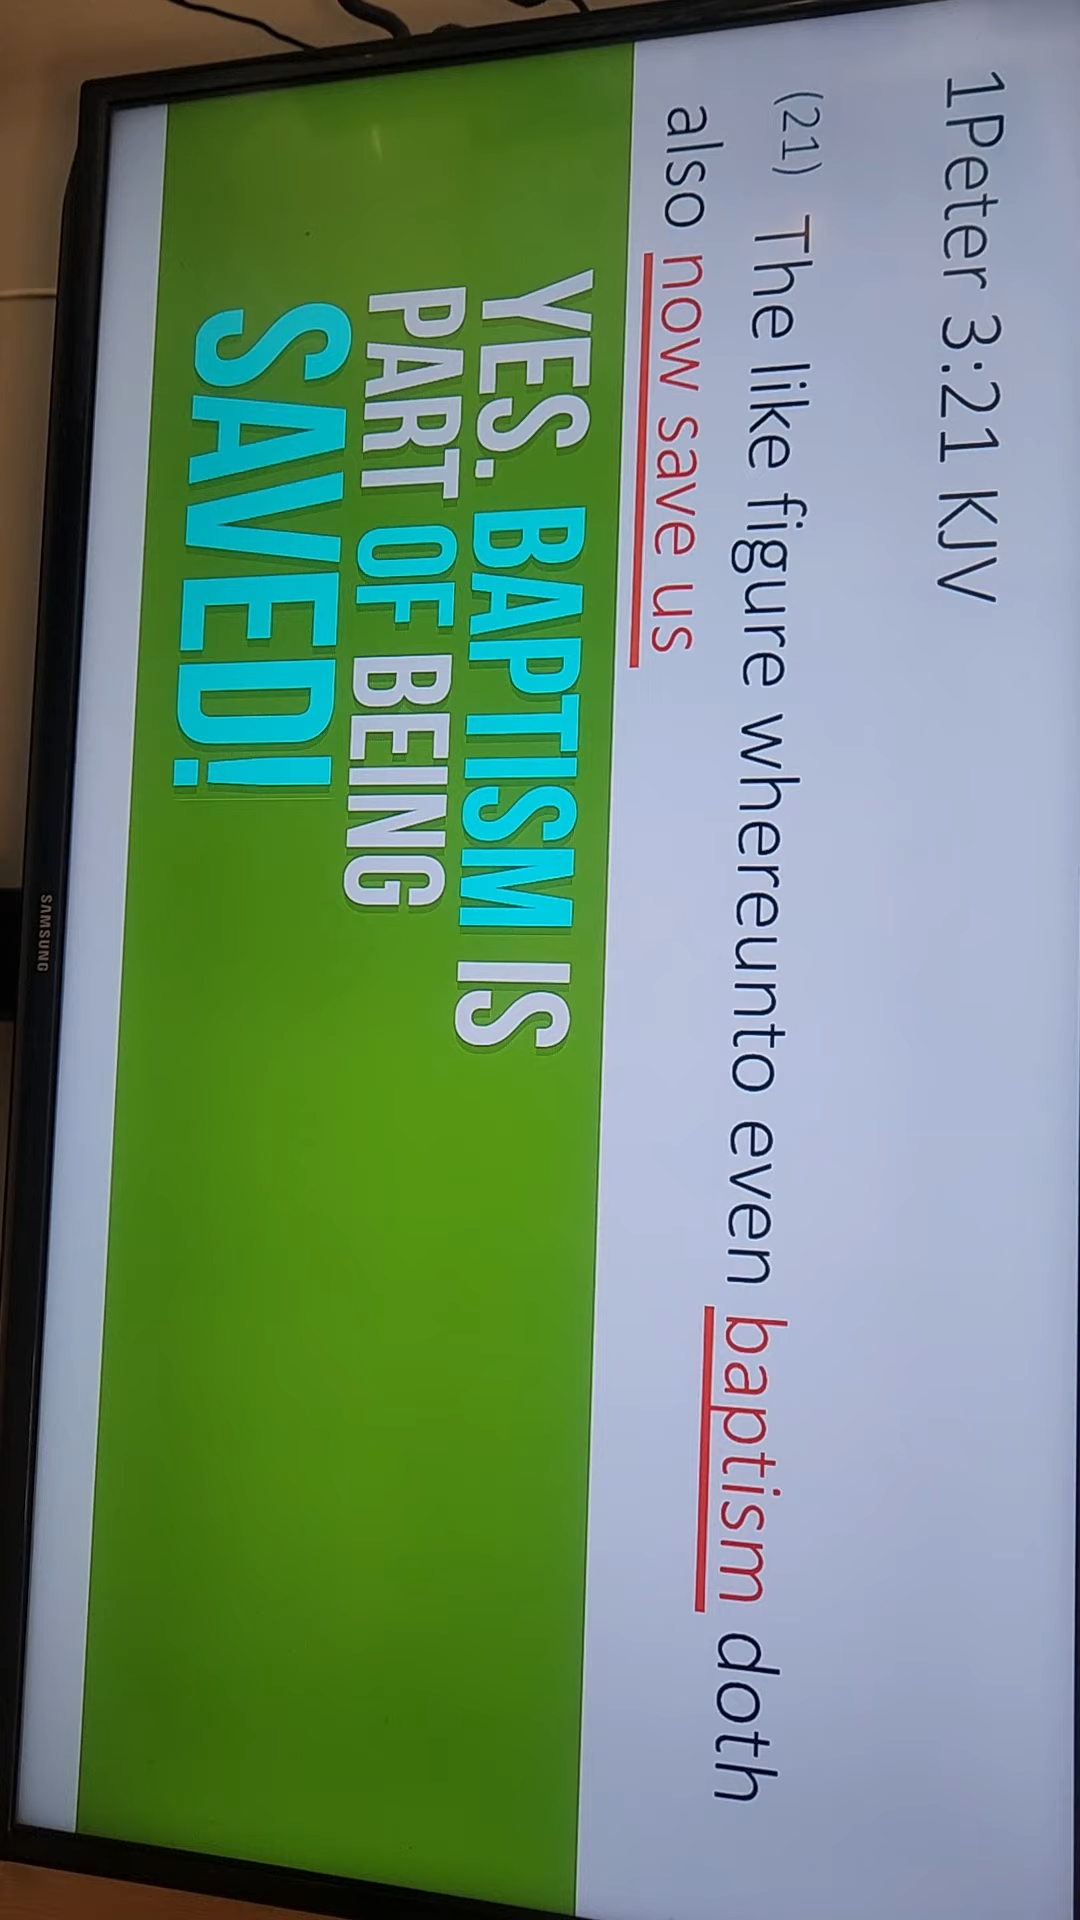 1Peter 3:21 KJV
(21) The like figure whereunto even baptism doth
also now save us
YES. BAPTISM IS
PART OF BEING
SAVED!
SAMSUNG